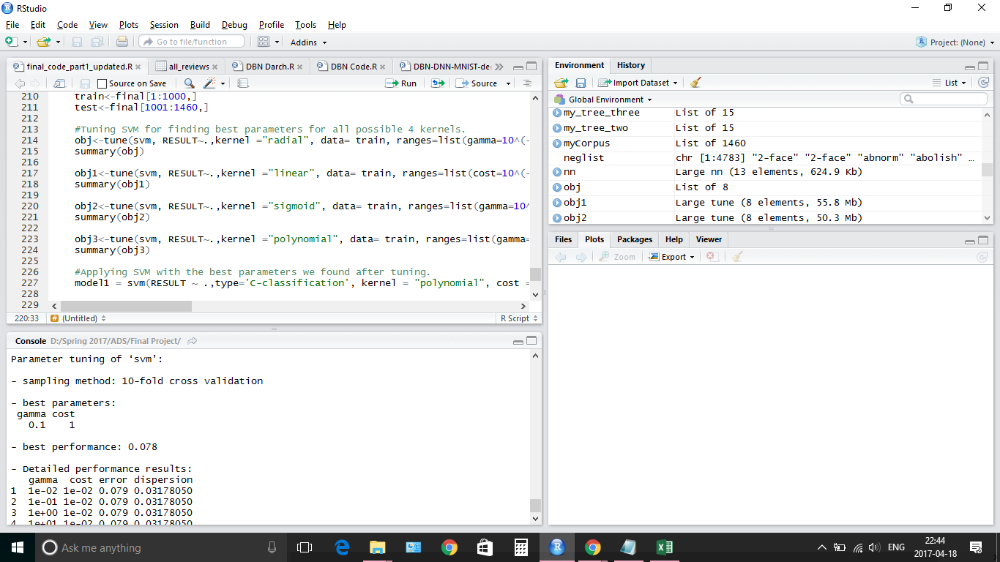 RStudio
File Edit Code View Plots Session Build Debug Profile Tools Help
Go to file/function Addins Project: (None)
final_code_part1_updated.R all_reviews DBN Darch.R DBN Code.R DBN-DNN-MNIST-de
Source on Save Run Source
210 train<-final[1:1000,]
211 test<-final[1001:1460,]
212
213 #Tuning SVM for finding best parameters for all possible 4 kernels.
214 obj<-tune(svm, RESULT~.,kernel ="radial", data= train, ranges=list(gamma=10^(-
215 summary(obj)
216
217 obj1<-tune(svm, RESULT~.,kernel ="linear", data= train, ranges=list(cost=10^(-
218 summary(obj1)
219
220 obj2<-tune(svm, RESULT~.,kernel ="sigmoid", data= train, ranges=list(gamma=10^
221 summary(obj2)
222
223 obj3<-tune(svm, RESULT~.,kernel ="polynomial", data= train, ranges=list(gamma=
224 summary(obj3)
225
226 #Applying SVM with the best parameters we found after tuning.
227 model1 = svm(RESULT ~ .,type='C-classification', kernel = "polynomial", cost =
228
229
220:33 # (Untitled) R Script
Console D:/Spring 2017/ADS/Final Project/
Parameter tuning of ‘svm’:
- sampling method: 10-fold cross validation
- best parameters:
gamma cost
0.1 1
- best performance: 0.078
- Detailed performance results:
gamma cost error dispersion
1 1e-02 1e-02 0.079 0.03178050
2 1e-01 1e-02 0.079 0.03178050
3 1e+00 1e-02 0.079 0.03178050
4 1e+01 1e-02 0.079 0.03178050
Environment History
Import Dataset List
Global Environment
my_tree_three List of 15
my_tree_two List of 15
myCorpus List of 1460
neglist chr [1:4783] "2-face" "2-face" "abnorm" "abolish" …
nn Large nn (13 elements, 624.9 Kb)
obj List of 8
obj1 Large tune (8 elements, 55.8 Mb)
obj2 Large tune (8 elements, 50.3 Mb)
Files Plots Packages Help Viewer
Zoom Export
Ask me anything
ENG
22:44
2017-04-18